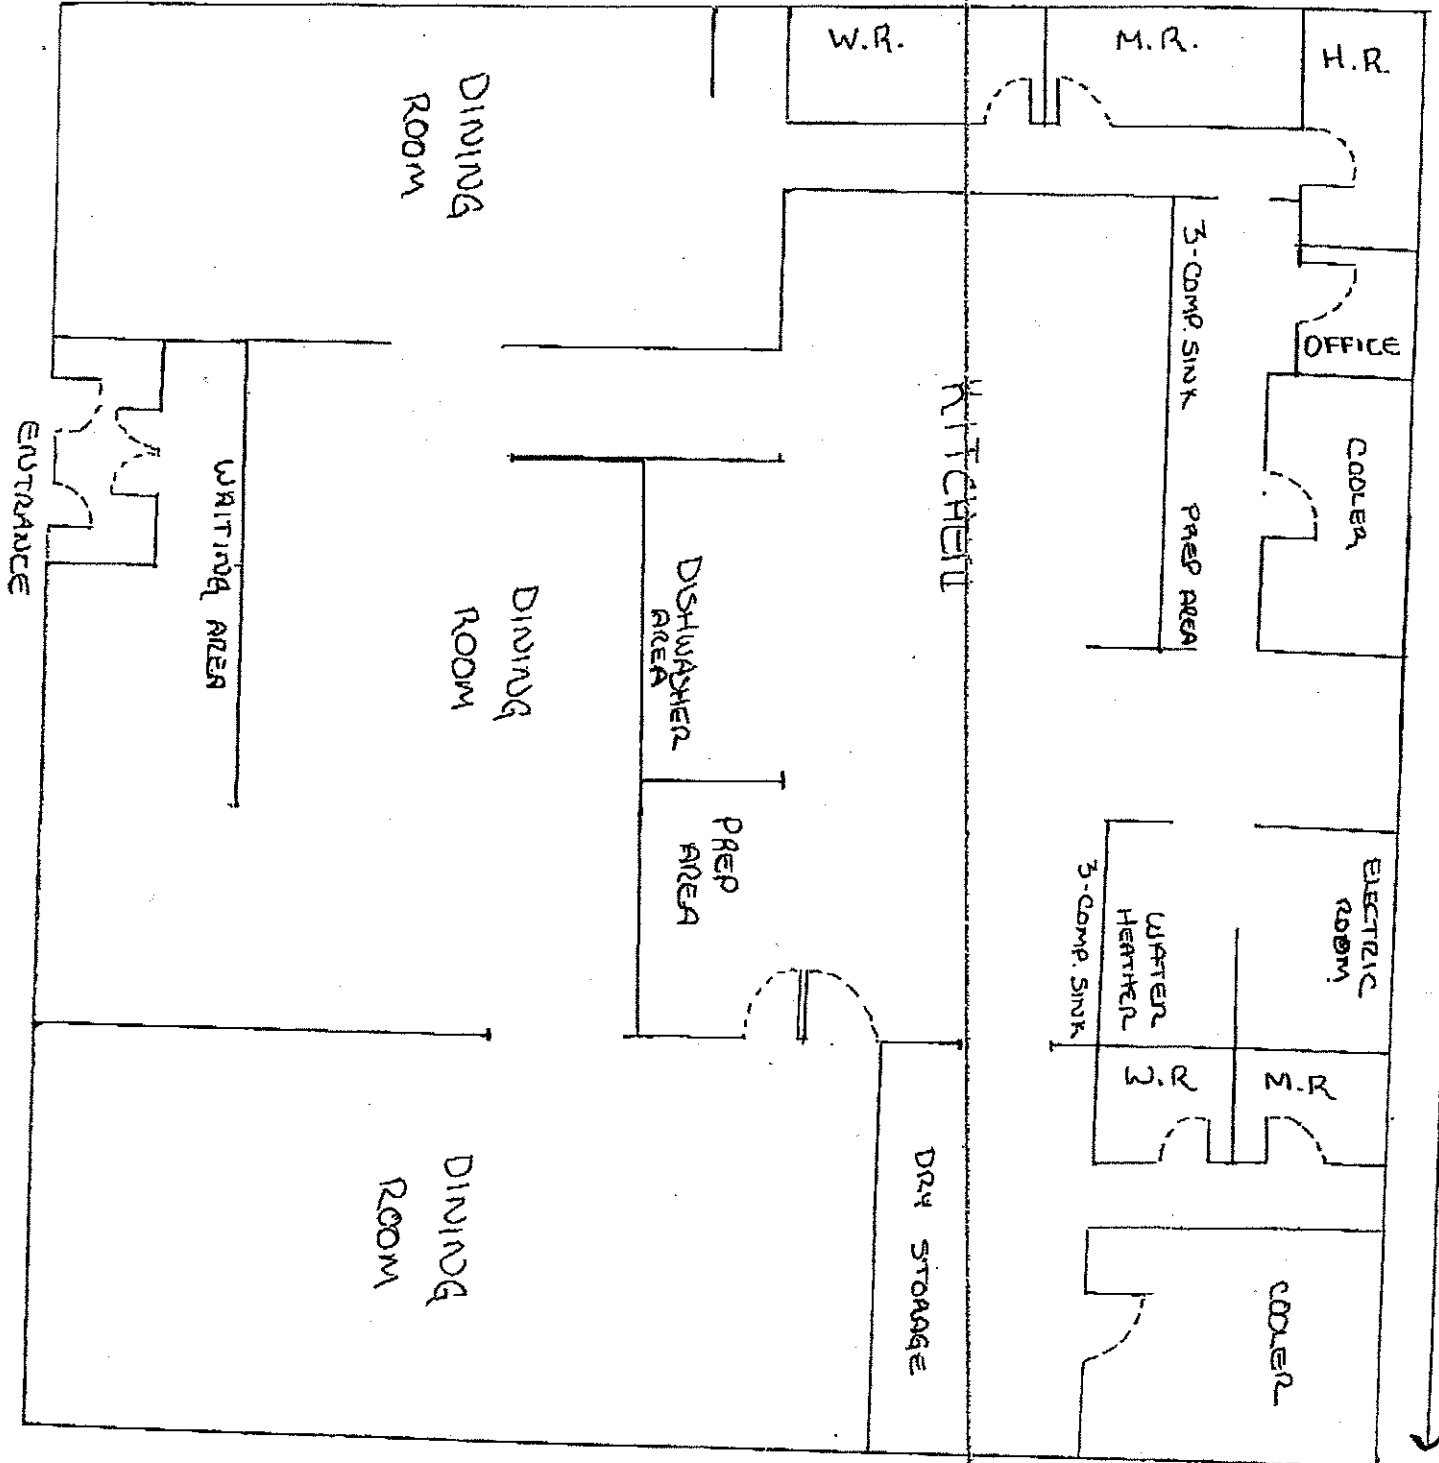 W.R.
M.R.
H.R.
DINING
ROOM
3-COMP. SINK
PREP AREA
OFFICE
COOLER
KITCHEN
ENTRANCE
WAITING AREA
DINING
ROOM
DISHWASHER
AREA
PREP
AREA
ELECTRIC
ROOM
WATER
HEATHER
3-COMP. SINK
W.R
M.R
DINING
ROOM
DRY STORAGE
COOLER